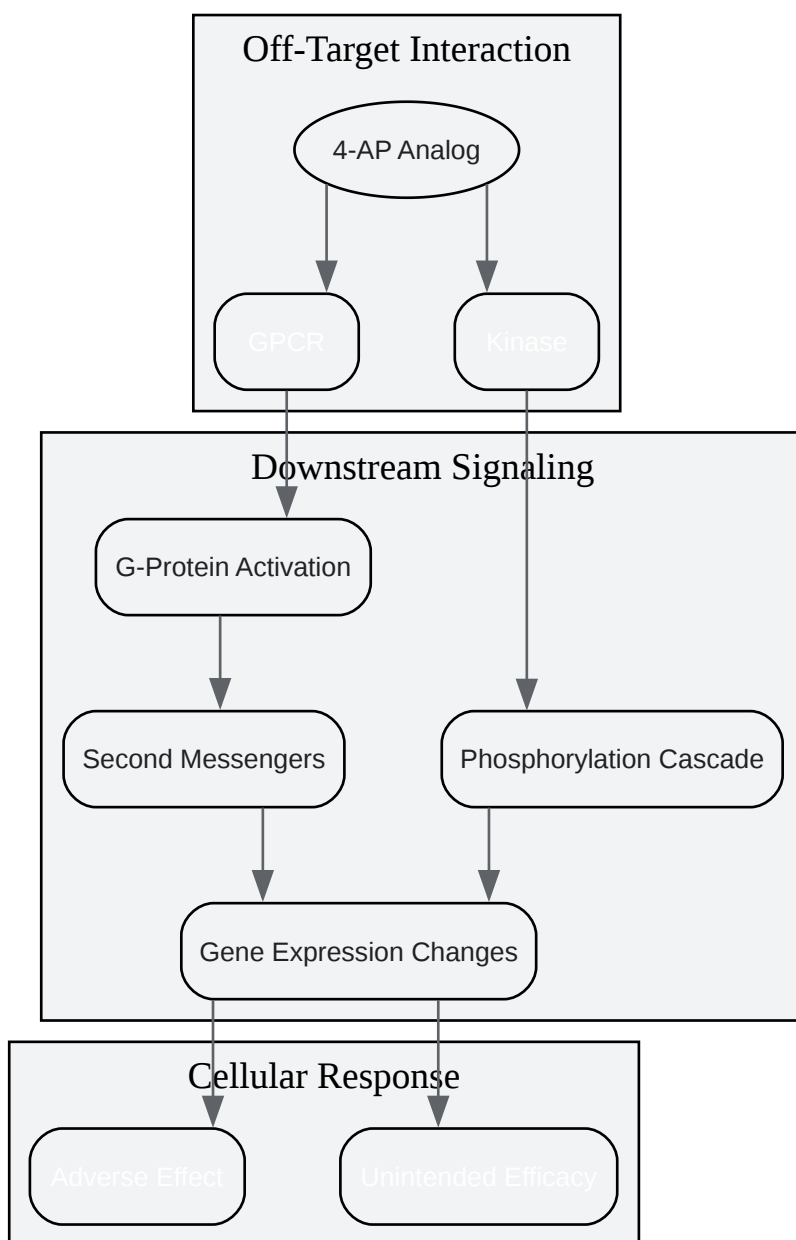 Off-Target Interaction
4-AP Analog
GPCR
Kinase
Downstream Signaling
G-Protein Activation
Second Messengers
Phosphorylation Cascade
Gene Expression Changes
Cellular Response
Adverse Effect
Unintended Efficacy